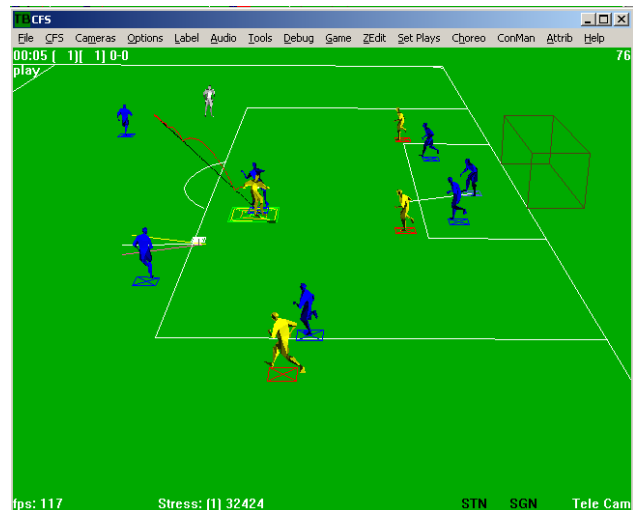 TB CFS
File CFS Cameras Options Label Audio Tools Debug Game ZEdit Set Plays Choreo ConMan Attrib Help
00:05 [ 1][ 1] 0-0 76
play
fps: 117 Stress: [1] 32424 STN SGN Tele Cam